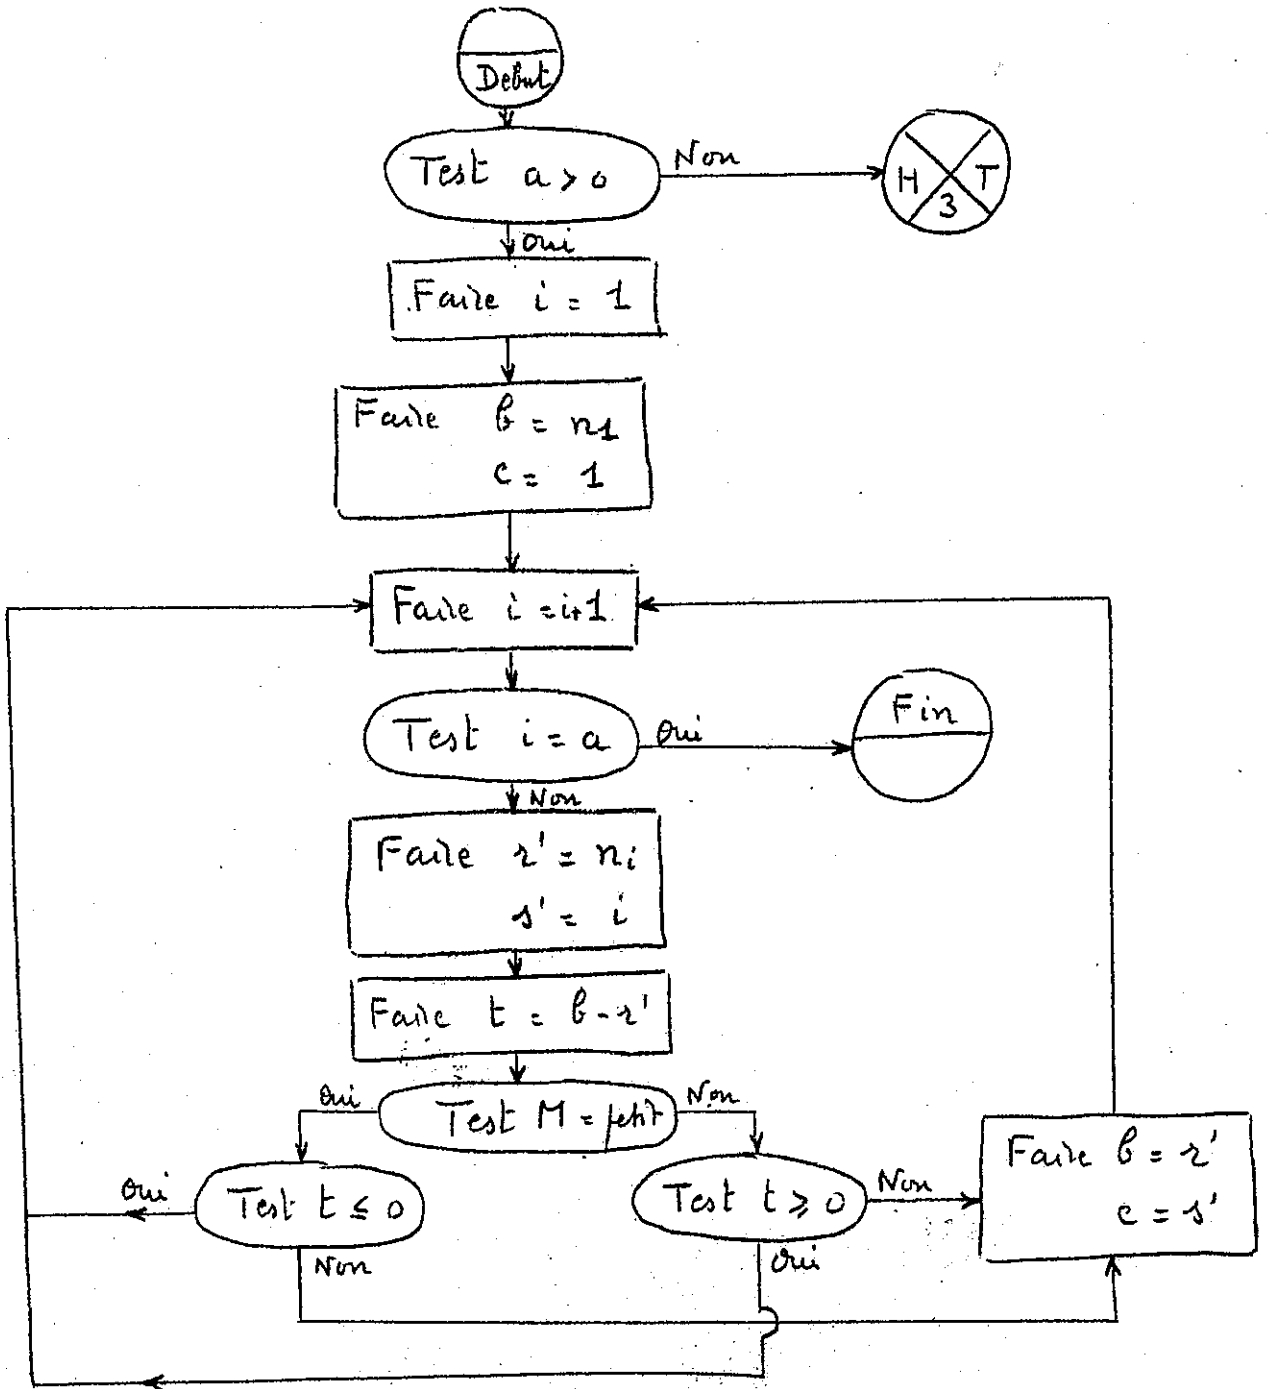 Début
Test a > 0
Non
H T
3
Oui
Faire i = 1
Faire b = n1
c = 1
Faire i = i+1
Test i = a
Oui
Fin
Non
Faire r' = ni
s' = i
Faire t = b - r'
Oui
Test M = petit
Non
Oui
Test t ≤ 0
Test t ≥ 0
Non
Faire b = r'
c = s'
Non
Oui